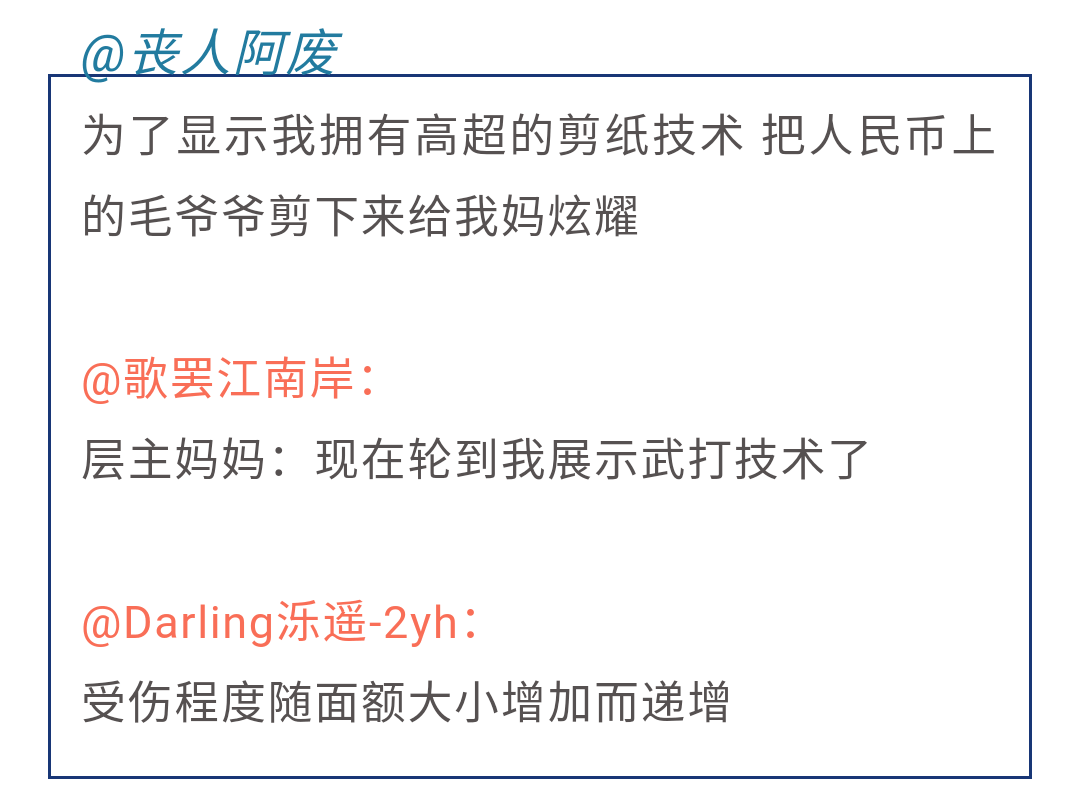 @丧人阿废
为了显示我拥有高超的剪纸技术 把人民币上
的毛爷爷剪下来给我妈炫耀
@歌罢江南岸：
层主妈妈：现在轮到我展示武打技术了
@Darling泺遥-2yh：
受伤程度随面额大小增加而递增